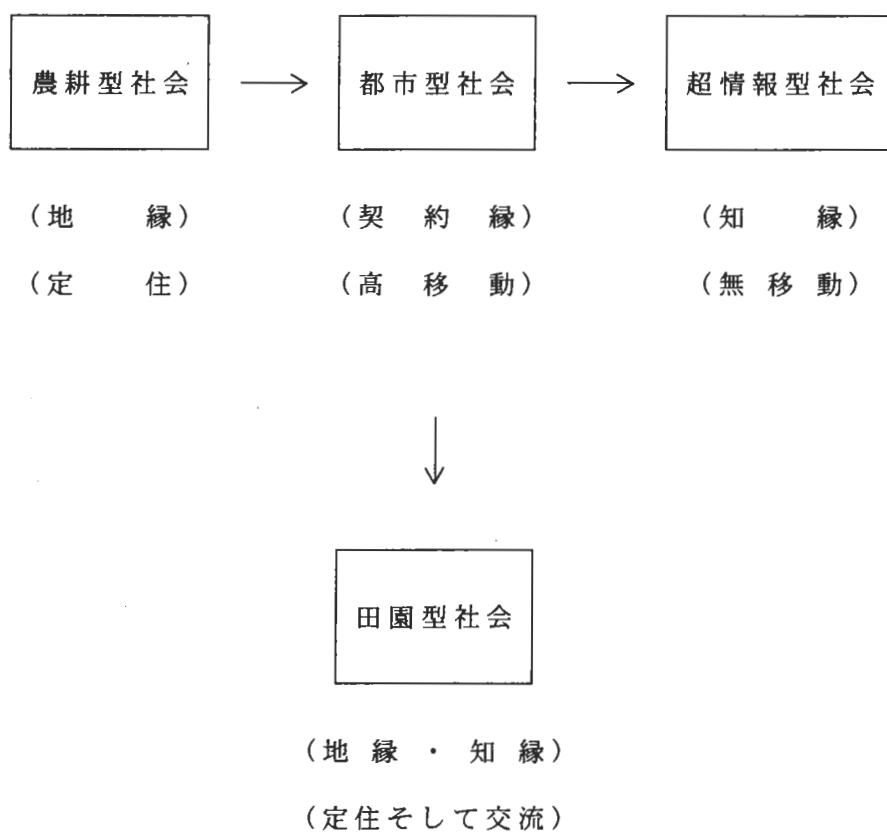 農耕型社会 → 都市型社会 → 超情報型社会
（地縁） （契約縁） （知縁）
（定住） （高移動） （無移動）
↓
田園型社会
（地縁・知縁）
（定住そして交流）